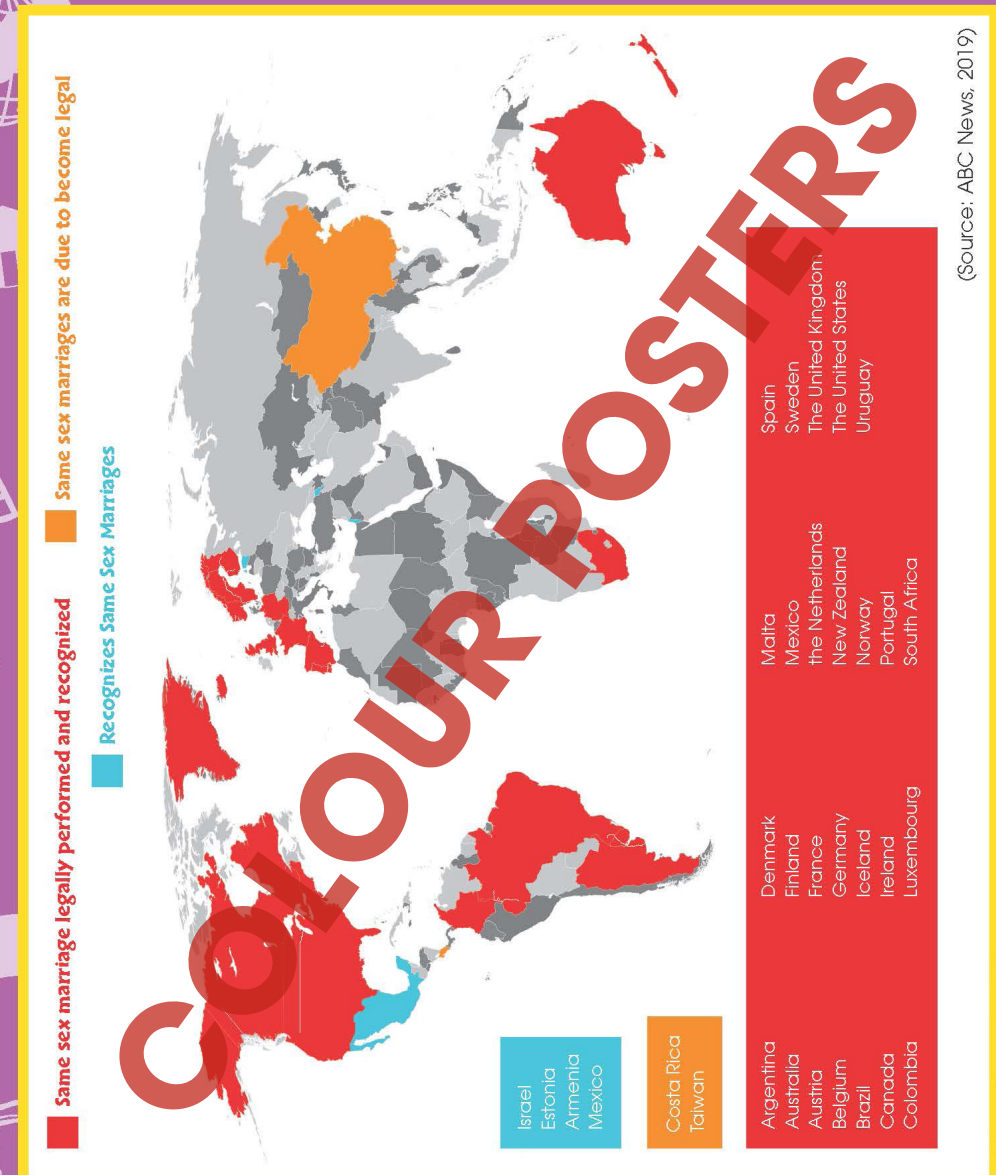 Same sex marriage legally performed and recognized
Same sex marriages are due to become legal
Recognizes Same Sex Marriages
Israel
Estonia
Armenia
Mexico
Costa Rica
Taiwan
Argentina
Australia
Austria
Belgium
Brazil
Canada
Colombia
Denmark
Finland
France
Germany
Iceland
Ireland
Luxembourg
Malta
Mexico
the Netherlands
New Zealand
Norway
Portugal
South Africa
Spain
Sweden
The United Kingdom
The United States
Uruguay
(Source: ABC News, 2019)
COLOUR POSTERS